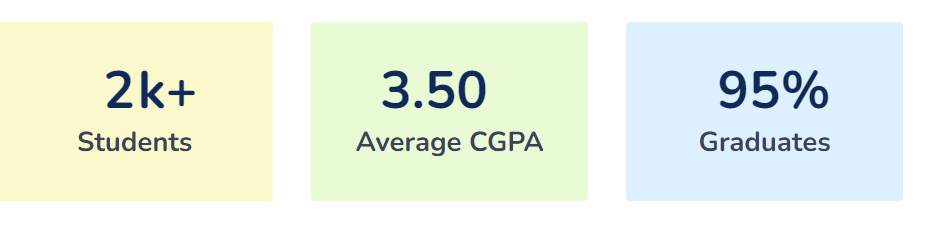 2k+
Students
3.50
Average CGPA
95%
Graduates